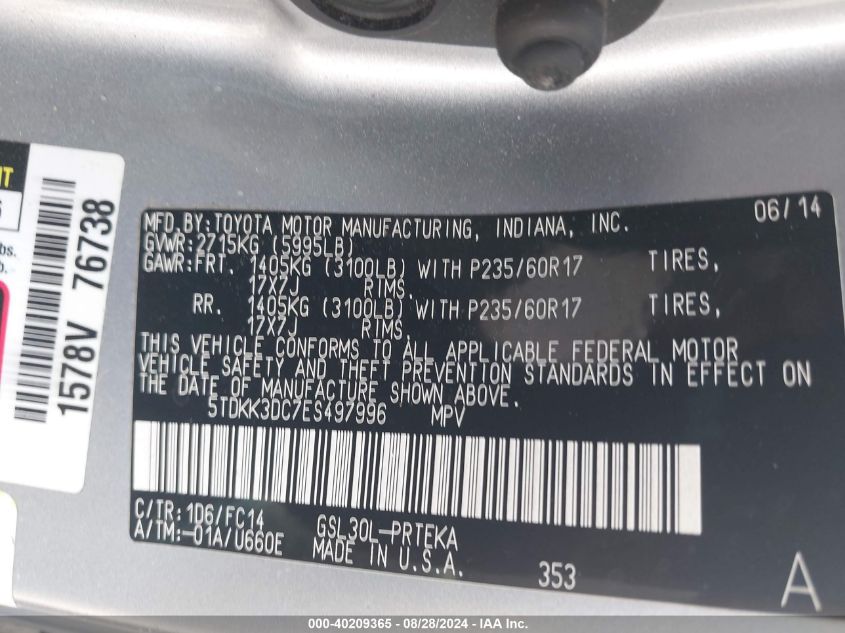 06/14
MFD.BY:TOYOTA MOTOR MANUFACTURING, INDIANA, INC.
GVWR:2715KG (5995LB)
GAWR:FRT. 1405KG (3100LB) WITH P235/60R17 TIRES,
17X7J RIMS.
RR. 1405KG (3100LB) WITH P235/60R17 TIRES,
17X7J RIMS
THIS VEHICLE CONFORMS TO ALL APPLICABLE FEDERAL MOTOR
VEHICLE SAFETY AND THEFT PREVENTION STANDARDS IN EFFECT ON
THE DATE OF MANUFACTURE SHOWN ABOVE.
5TDKK3DC7ES497996 MPV
C/TR:1D6/FC14 GSL30L-PRTEKA
A/TM:-01A/U660E MADE IN U.S.A.
353
A
1578V 76738
lbs.
000-40209365 - 08/28/2024 - IAA Inc.